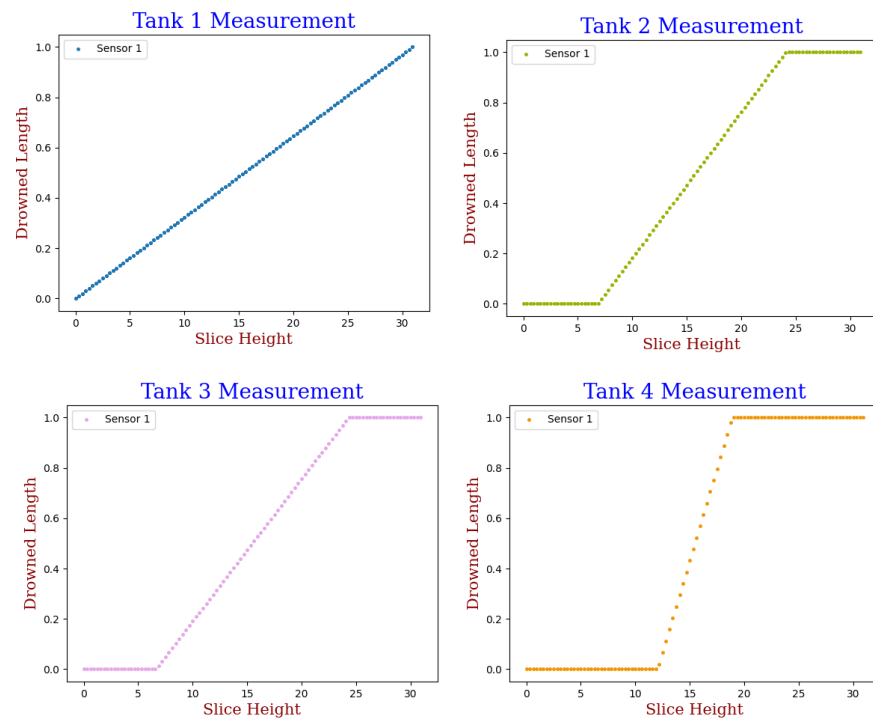 Tank 1 Measurement
Sensor 1
1.0
0.8
0.6
0.4
0.2
0.0
Drowned Length
0 5 10 15 20 25 30
Slice Height
Tank 2 Measurement
Sensor 1
1.0
0.8
0.6
0.4
0.2
0.0
Drowned Length
0 5 10 15 20 25 30
Slice Height
Tank 3 Measurement
Sensor 1
1.0
0.8
0.6
0.4
0.2
0.0
Drowned Length
0 5 10 15 20 25 30
Slice Height
Tank 4 Measurement
Sensor 1
1.0
0.8
0.6
0.4
0.2
0.0
Drowned Length
0 5 10 15 20 25 30
Slice Height